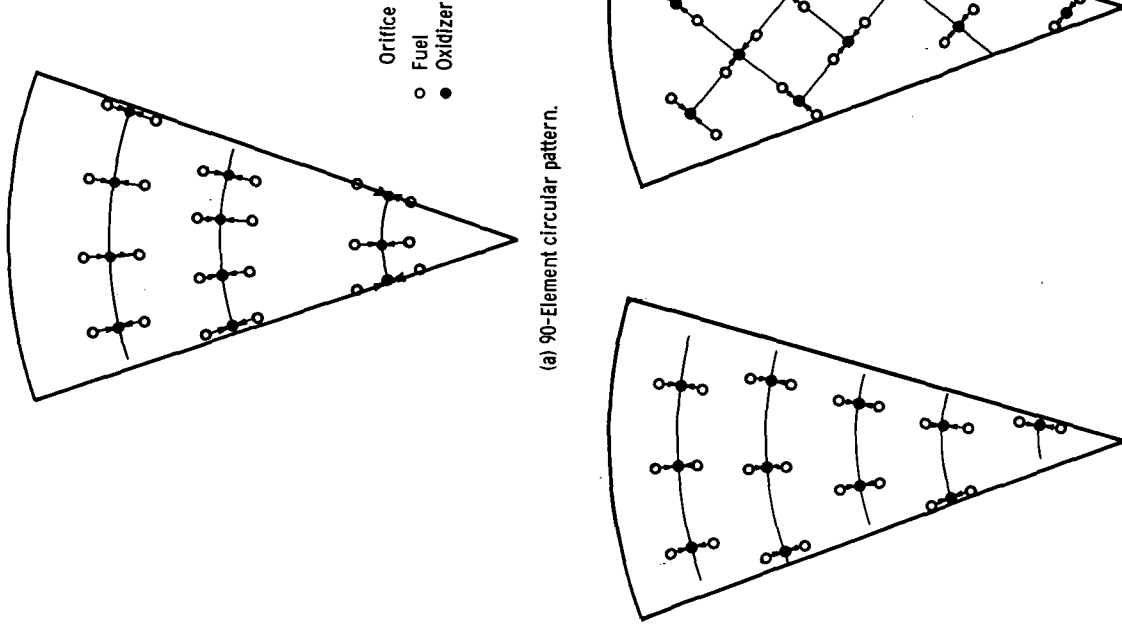 Orifice
Fuel
Oxidizer
(a) 90-Element circular pattern.